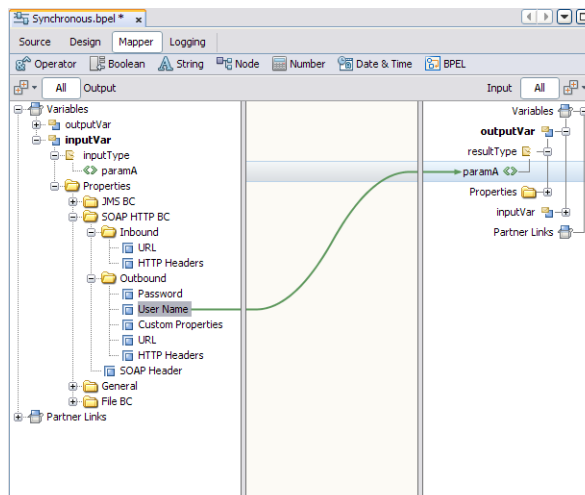 Synchronous.bpel * x
Source Design Mapper Logging
Operator Boolean String Node Number Date & Time BPEL
All Output
Input All
Variables
outputVar
inputVar
inputType
paramA
Properties
JMS BC
SOAP HTTP BC
Inbound
URL
HTTP Headers
Outbound
Password
User Name
Custom Properties
URL
HTTP Headers
SOAP Header
General
File BC
Partner Links
Variables
outputVar
resultType
paramA
Properties
inputVar
Partner Links